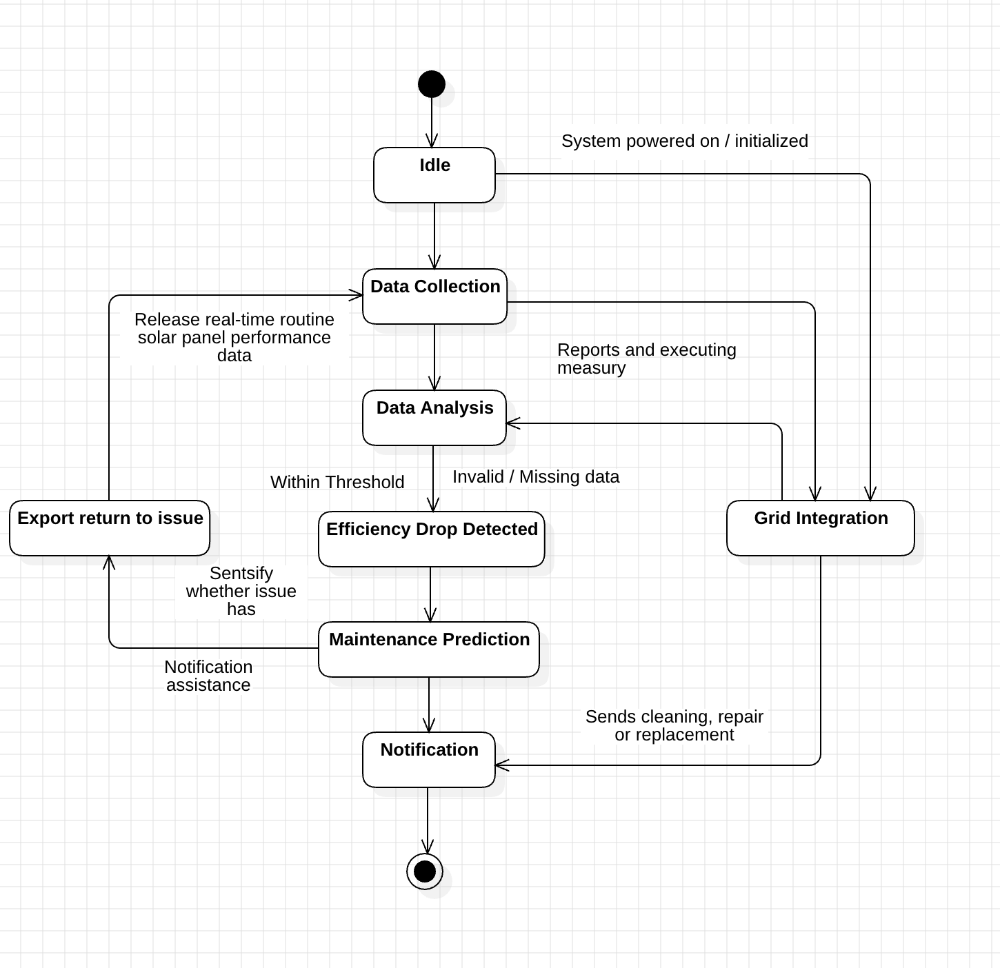 System powered on / initialized
Idle
Data Collection
Release real-time routine
solar panel performance
data
Reports and executing
measury
Data Analysis
Within Threshold
Invalid / Missing data
Export return to issue
Efficiency Drop Detected
Grid Integration
Sentsify
whether issue
has
Maintenance Prediction
Notification
assistance
Sends cleaning, repair
or replacement
Notification